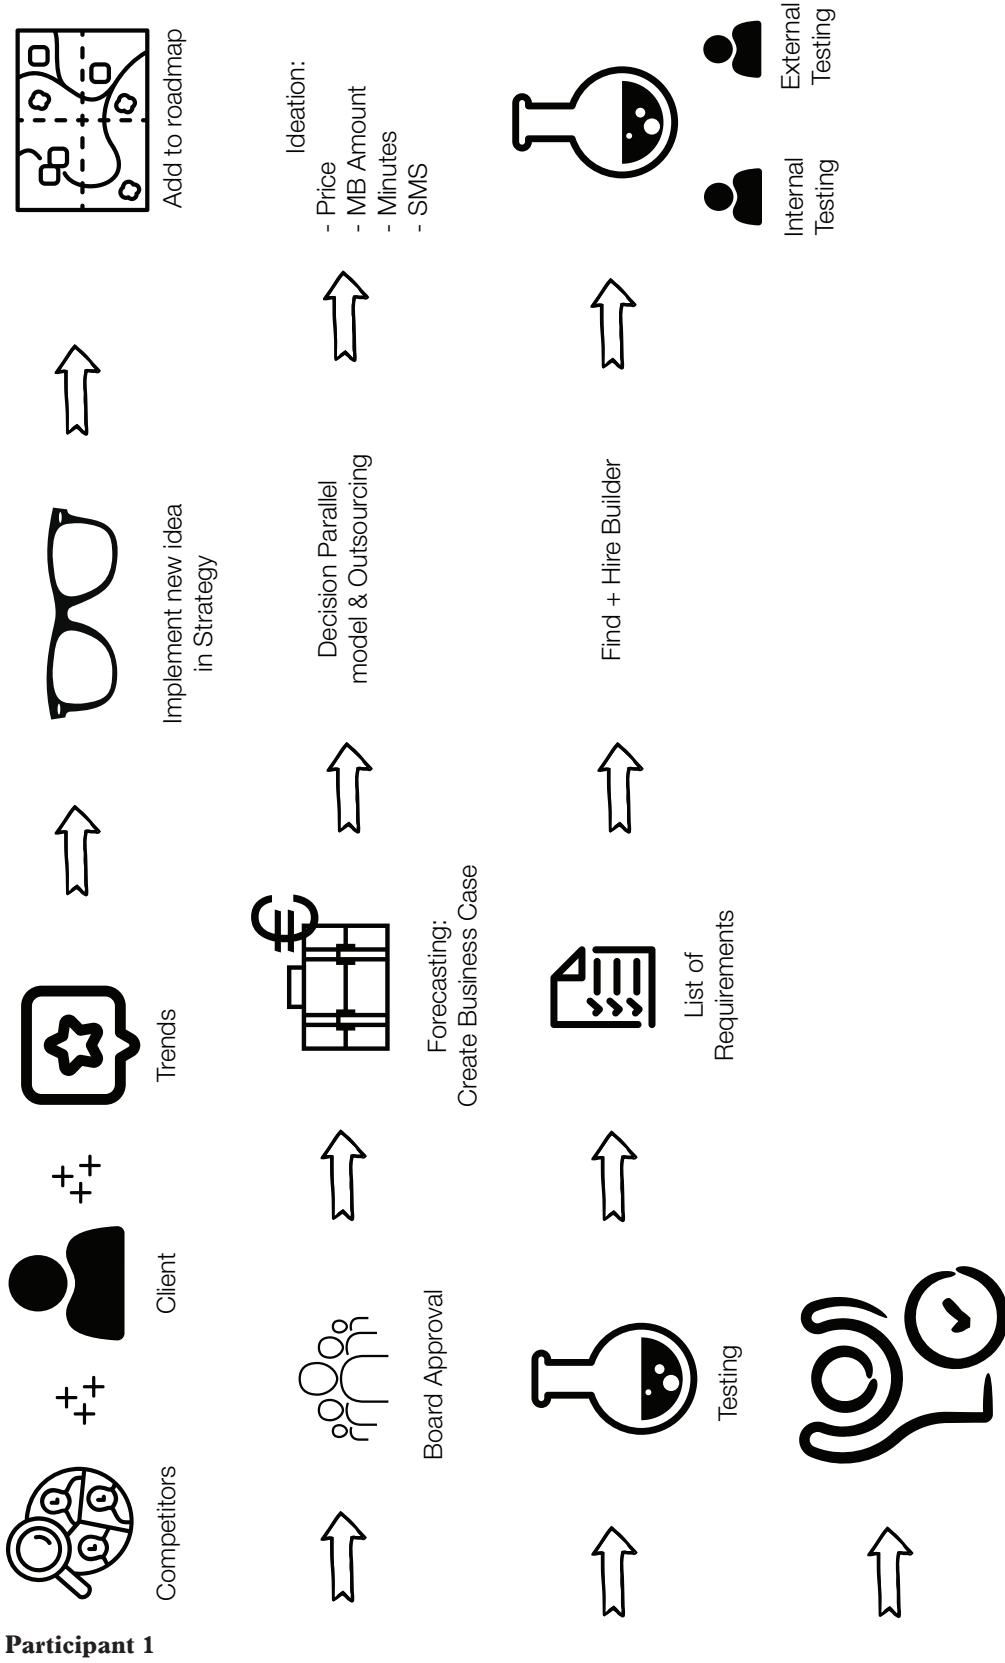 Participant 1
Competitors
Client
Trends
Implement new idea
in Strategy
Add to roadmap
Board Approval
€
Forecasting:
Create Business Case
Decision Parallel
model & Outsourcing
Ideation:
- Price
- MB Amount
- Minutes
- SMS
Testing
List of
Requirements
Find + Hire Builder
Internal
Testing
External
Testing